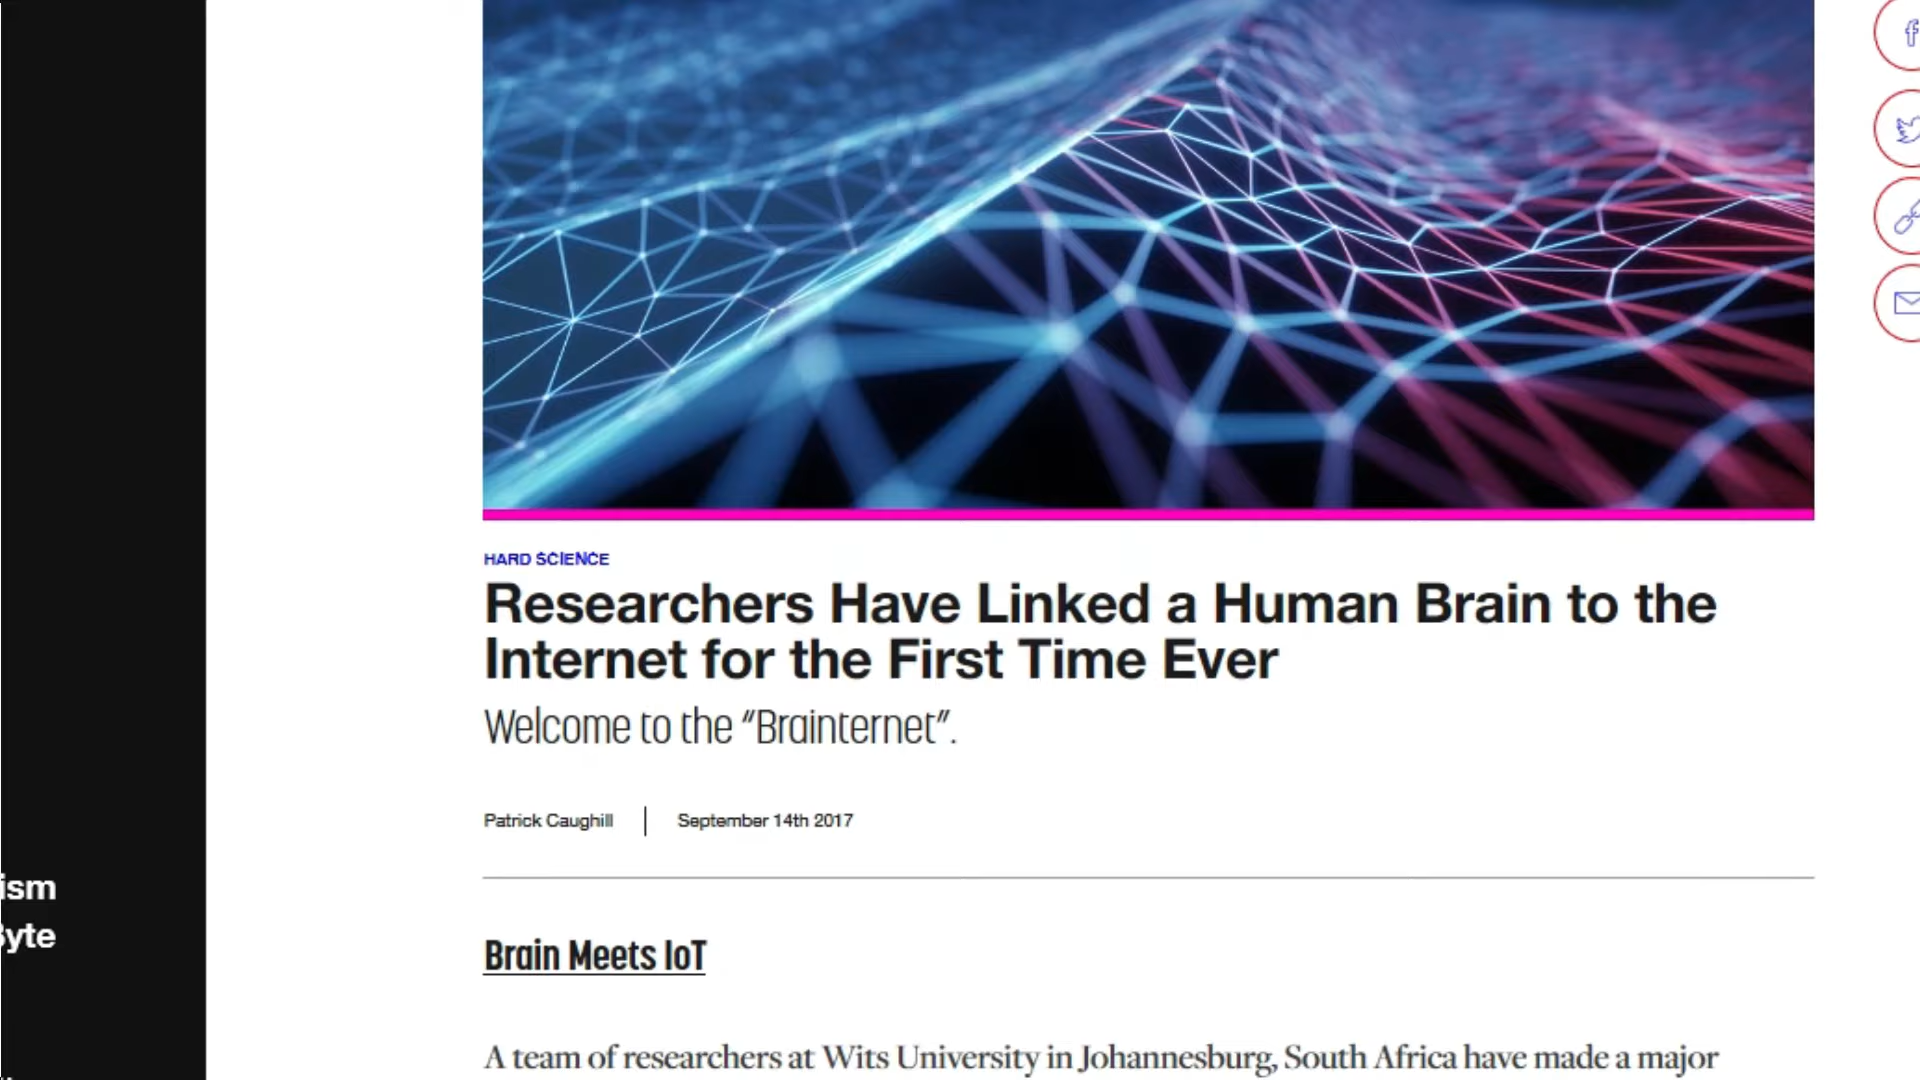 HARD SCIENCE
Researchers Have Linked a Human Brain to the
Internet for the First Time Ever
Welcome to the “Brainternet”.
Patrick Caughill | September 14th 2017
ism
Byte
Brain Meets IoT
A team of researchers at Wits University in Johannesburg, South Africa have made a major